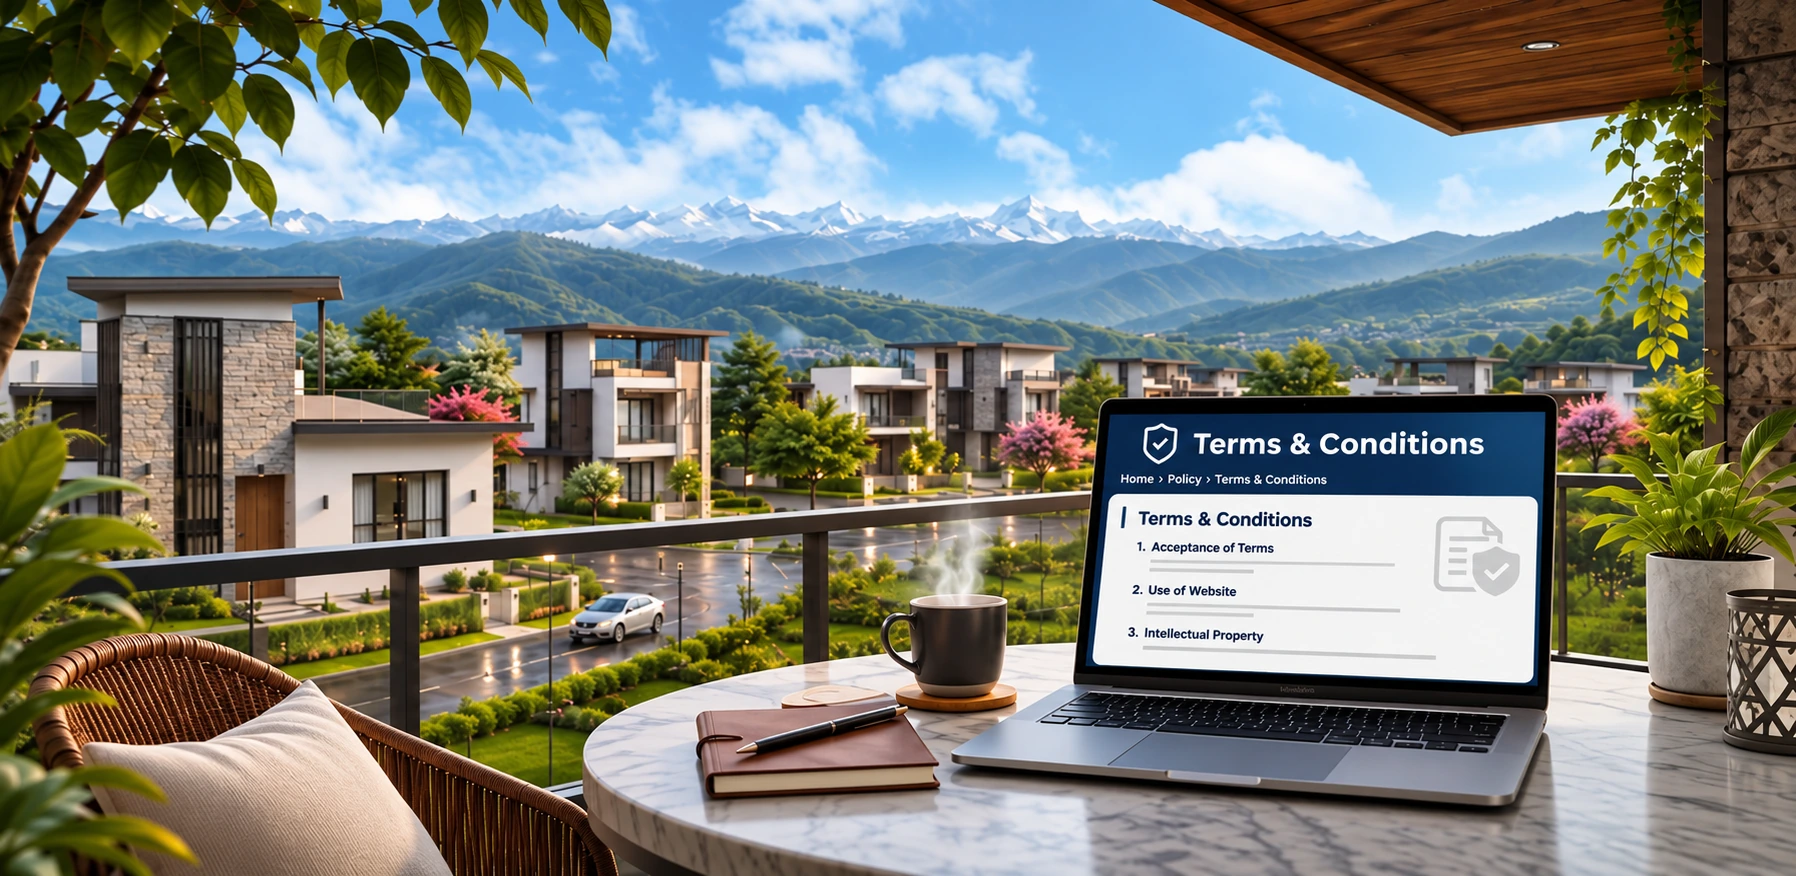 Terms & Conditions
Home › Policy › Terms & Conditions
Terms & Conditions
1. Acceptance of Terms
2. Use of Website
3. Intellectual Property